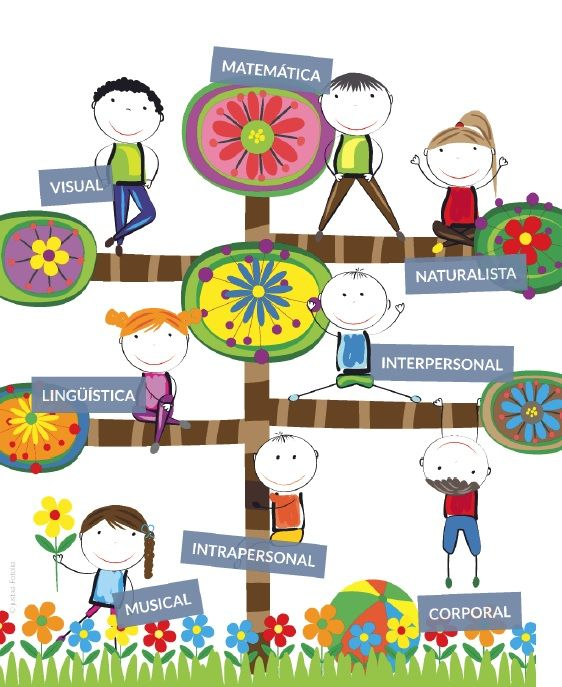 MATEMÁTICA
VISUAL
NATURALISTA
INTERPERSONAL
LINGÜÍSTICA
INTRAPERSONAL
MUSICAL
CORPORAL